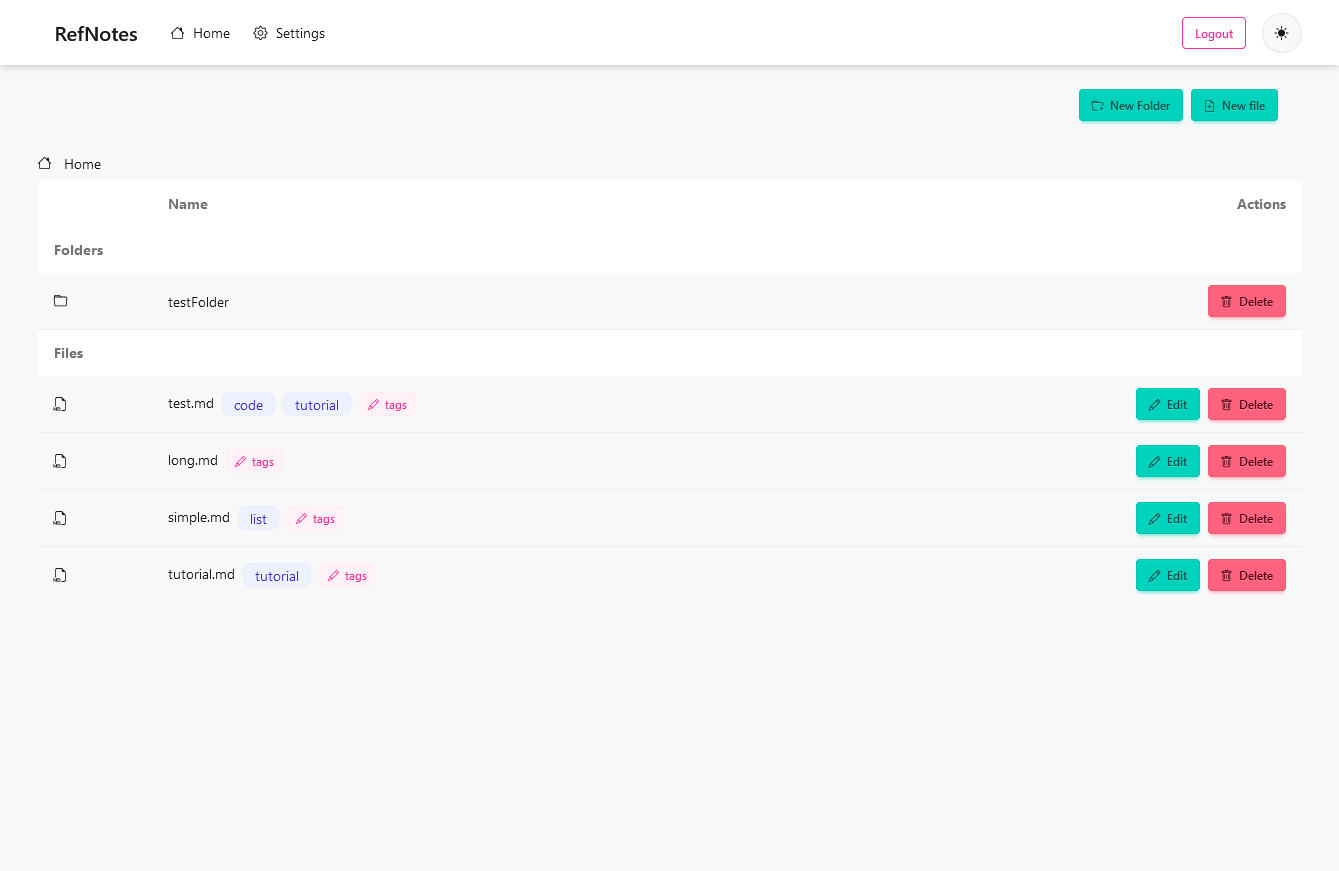 RefNotes Home Settings Logout
New Folder New file
Home
Name Actions
Folders
testFolder Delete
Files
test.md code tutorial tags Edit Delete
long.md tags Edit Delete
simple.md list tags Edit Delete
tutorial.md tutorial tags Edit Delete